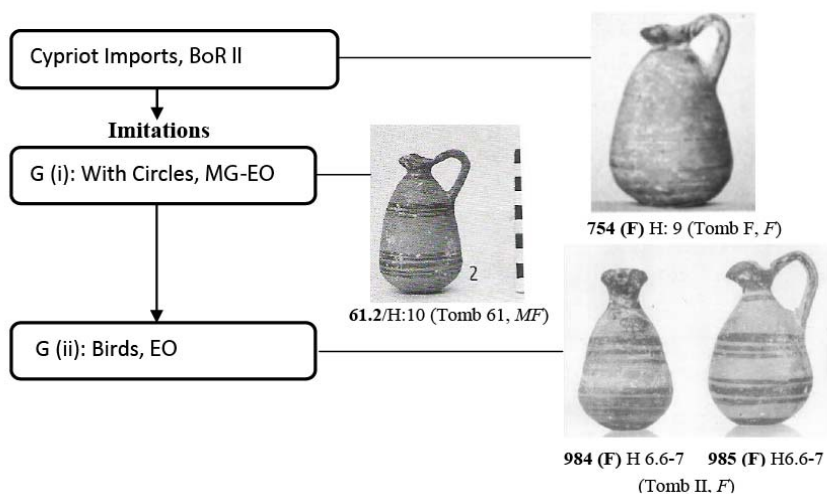 Cypriot Imports, BoR II
Imitations
G (i): With Circles, MG-EO
2
754 (F) H: 9 (Tomb F, F)
61.2/H:10 (Tomb 61, MF)
G (ii): Birds, EO
984 (F) H 6.6-7 985 (F) H6.6-7
(Tomb II, F)